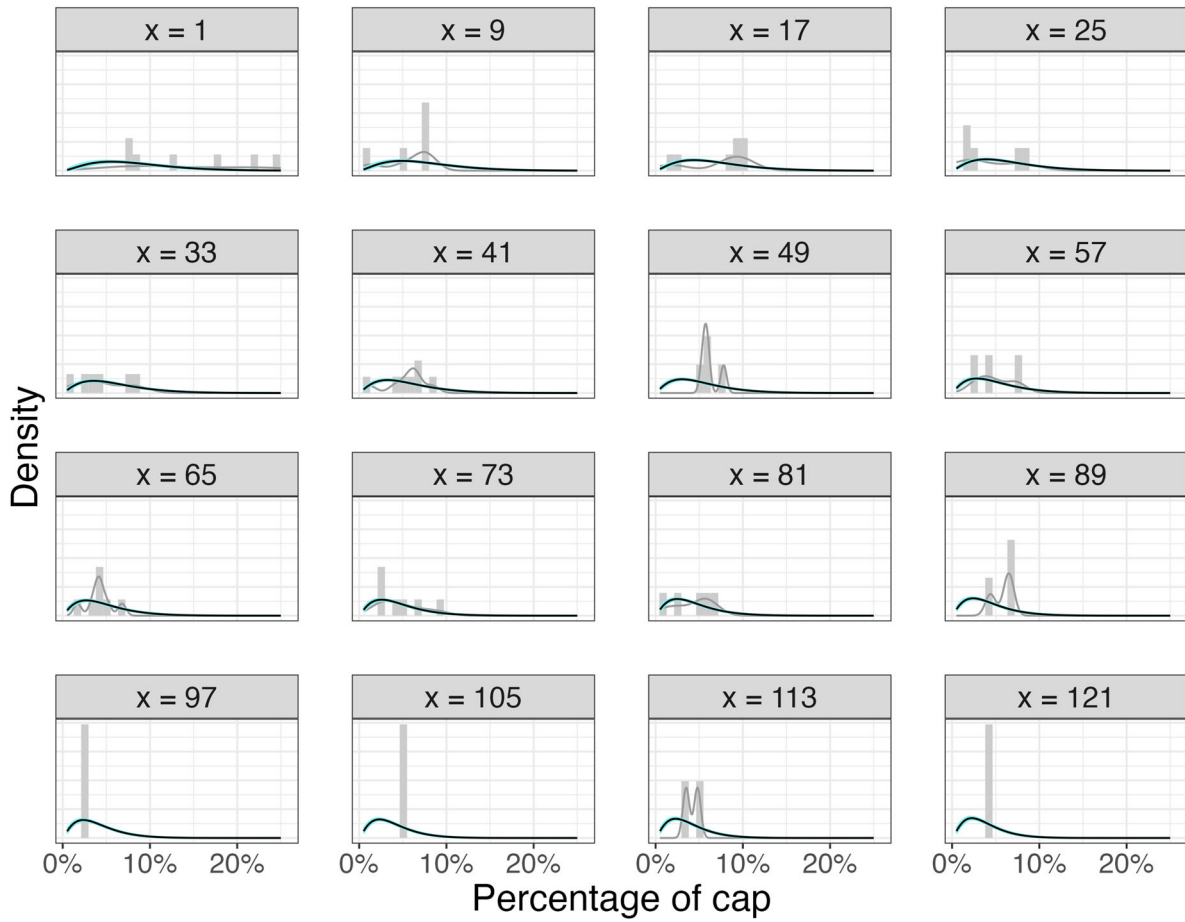 x = 1
x = 9
x = 17
x = 25
x = 33
x = 41
x = 49
x = 57
Density
x = 65
x = 73
x = 81
x = 89
x = 97
x = 105
x = 113
x = 121
0% 10% 20%
0% 10% 20%
0% 10% 20%
0% 10% 20%
Percentage of cap